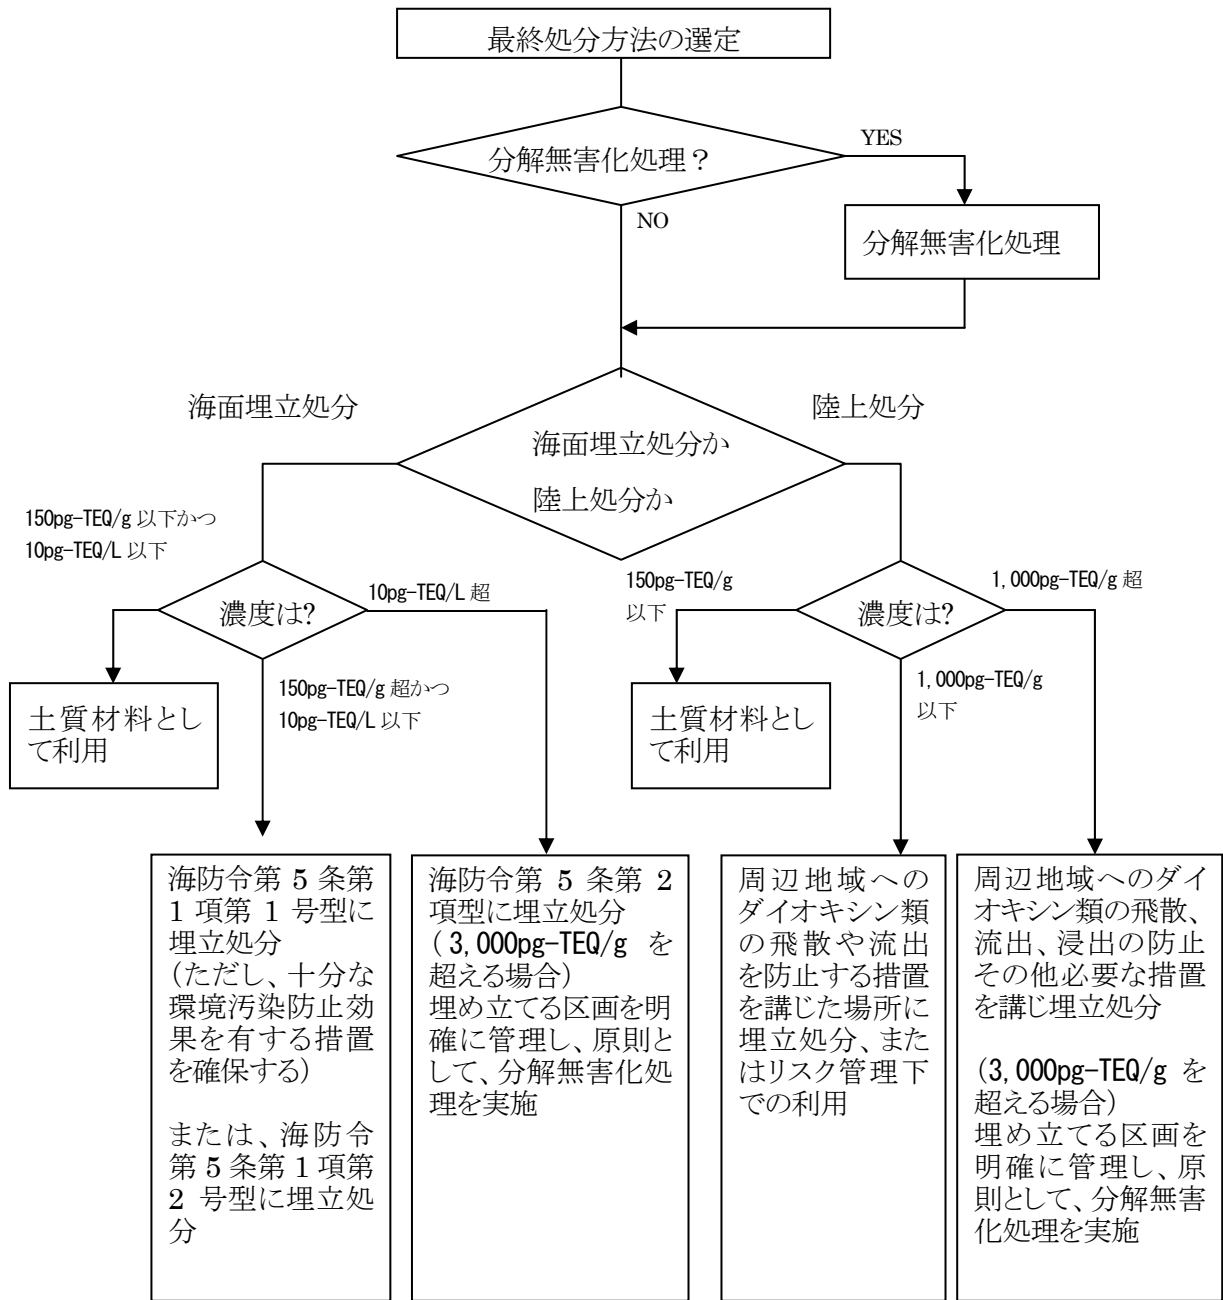 最終処分方法の選定
分解無害化処理？
YES
NO
分解無害化処理
海面埋立処分
陸上処分
海面埋立処分か
陸上処分か
150pg-TEQ/g 以下かつ
10pg-TEQ/L 以下
濃度は?
10pg-TEQ/L 超
150pg-TEQ/g
以下
濃度は?
1,000pg-TEQ/g 超
土質材料とし
て利用
150pg-TEQ/g 超かつ
10pg-TEQ/L 以下
土質材料とし
て利用
1,000pg-TEQ/g
以下
海防令第 5 条第
1 項第 1 号型に
埋立処分
(ただし、十分な
環境汚染防止効
果を有する措置
を確保する)
または、海防令
第 5 条第 1 項第
2 号型に埋立処
分
海防令第 5 条第 2
項型に埋立処分
(3,000pg-TEQ/g を
超える場合)
埋め立てる区画を明
確に管理し、原則と
して、分解無害化処
理を実施
周辺地域への
ダイオキシン類
の飛散や流出
を防止する措置
を講じた場所に
埋立処分、また
はリスク管理下
での利用
周辺地域へのダイ
オキシン類の飛散、
流出、浸出の防止
その他必要な措置
を講じ埋立処分
(3,000pg-TEQ/g を
超える場合)
埋め立てる区画を
明確に管理し、原
則として、分解無害
化処理を実施